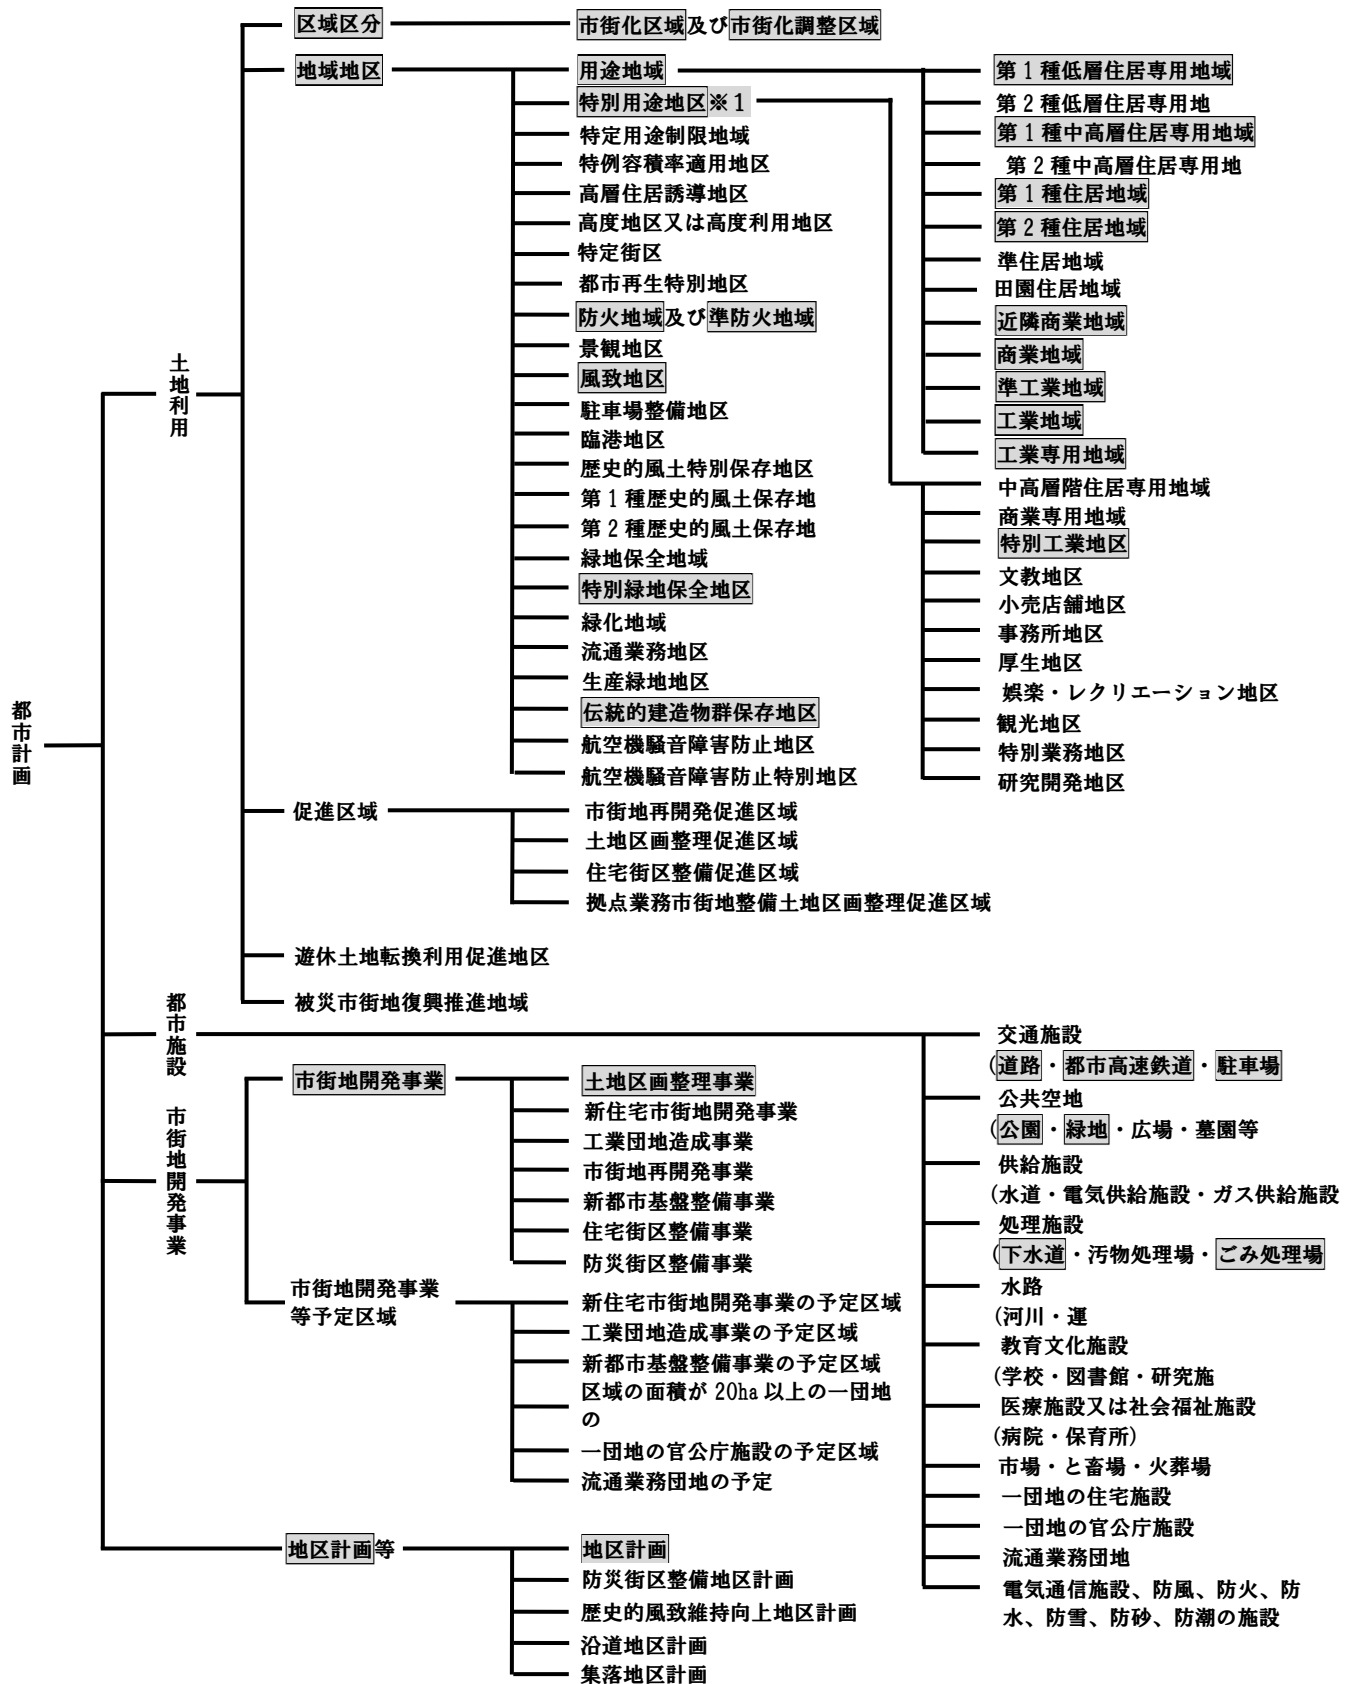 都市計画
土地利用
区域区分
市街化区域及び市街化調整区域
地域地区
用途地域
特別用途地区※1
特定用途制限地域
特例容積率適用地区
高層住居誘導地区
高度地区又は高度利用地区
特定街区
都市再生特別地区
防火地域及び準防火地域
景観地区
風致地区
駐車場整備地区
臨港地区
歴史的風土特別保存地区
第1種歴史的風土保存地
第2種歴史的風土保存地
緑地保全地域
特別緑地保全地区
緑化地域
流通業務地区
生産緑地地区
伝統的建造物群保存地区
航空機騒音障害防止地区
航空機騒音障害防止特別地区
第1種低層住居専用地域
第2種低層住居専用地
第1種中高層住居専用地域
第2種中高層住居専用地
第1種住居地域
第2種住居地域
準住居地域
田園住居地域
近隣商業地域
商業地域
準工業地域
工業地域
工業専用地域
中高層階住居専用地域
商業専用地域
特別工業地区
文教地区
小売店舗地区
事務所地区
厚生地区
娯楽・レクリエーション地区
観光地区
特別業務地区
研究開発地区
促進区域
市街地再開発促進区域
土地区画整理促進区域
住宅街区整備促進区域
拠点業務市街地整備土地区画整理促進区域
遊休土地転換利用促進地区
被災市街地復興推進地域
都市施設
交通施設
(道路・都市高速鉄道・駐車場
公共空地
(公園・緑地・広場・墓園等
供給施設
(水道・電気供給施設・ガス供給施設
処理施設
(下水道・汚物処理場・ごみ処理場
水路
(河川・運
教育文化施設
(学校・図書館・研究施
医療施設又は社会福祉施設
(病院・保育所)
市場・と畜場・火葬場
一団地の住宅施設
一団地の官公庁施設
流通業務団地
電気通信施設、防風、防火、防
水、防雪、防砂、防潮の施設
市街地開発事業
市街地開発事業
土地区画整理事業
新住宅市街地開発事業
工業団地造成事業
市街地再開発事業
新都市基盤整備事業
住宅街区整備事業
防災街区整備事業
市街地開発事業
等予定区域
新住宅市街地開発事業の予定区域
工業団地造成事業の予定区域
新都市基盤整備事業の予定区域
区域の面積が20ha以上の一団地
の
一団地の官公庁施設の予定区域
流通業務団地の予定
地区計画等
地区計画
防災街区整備地区計画
歴史的風致維持向上地区計画
沿道地区計画
集落地区計画